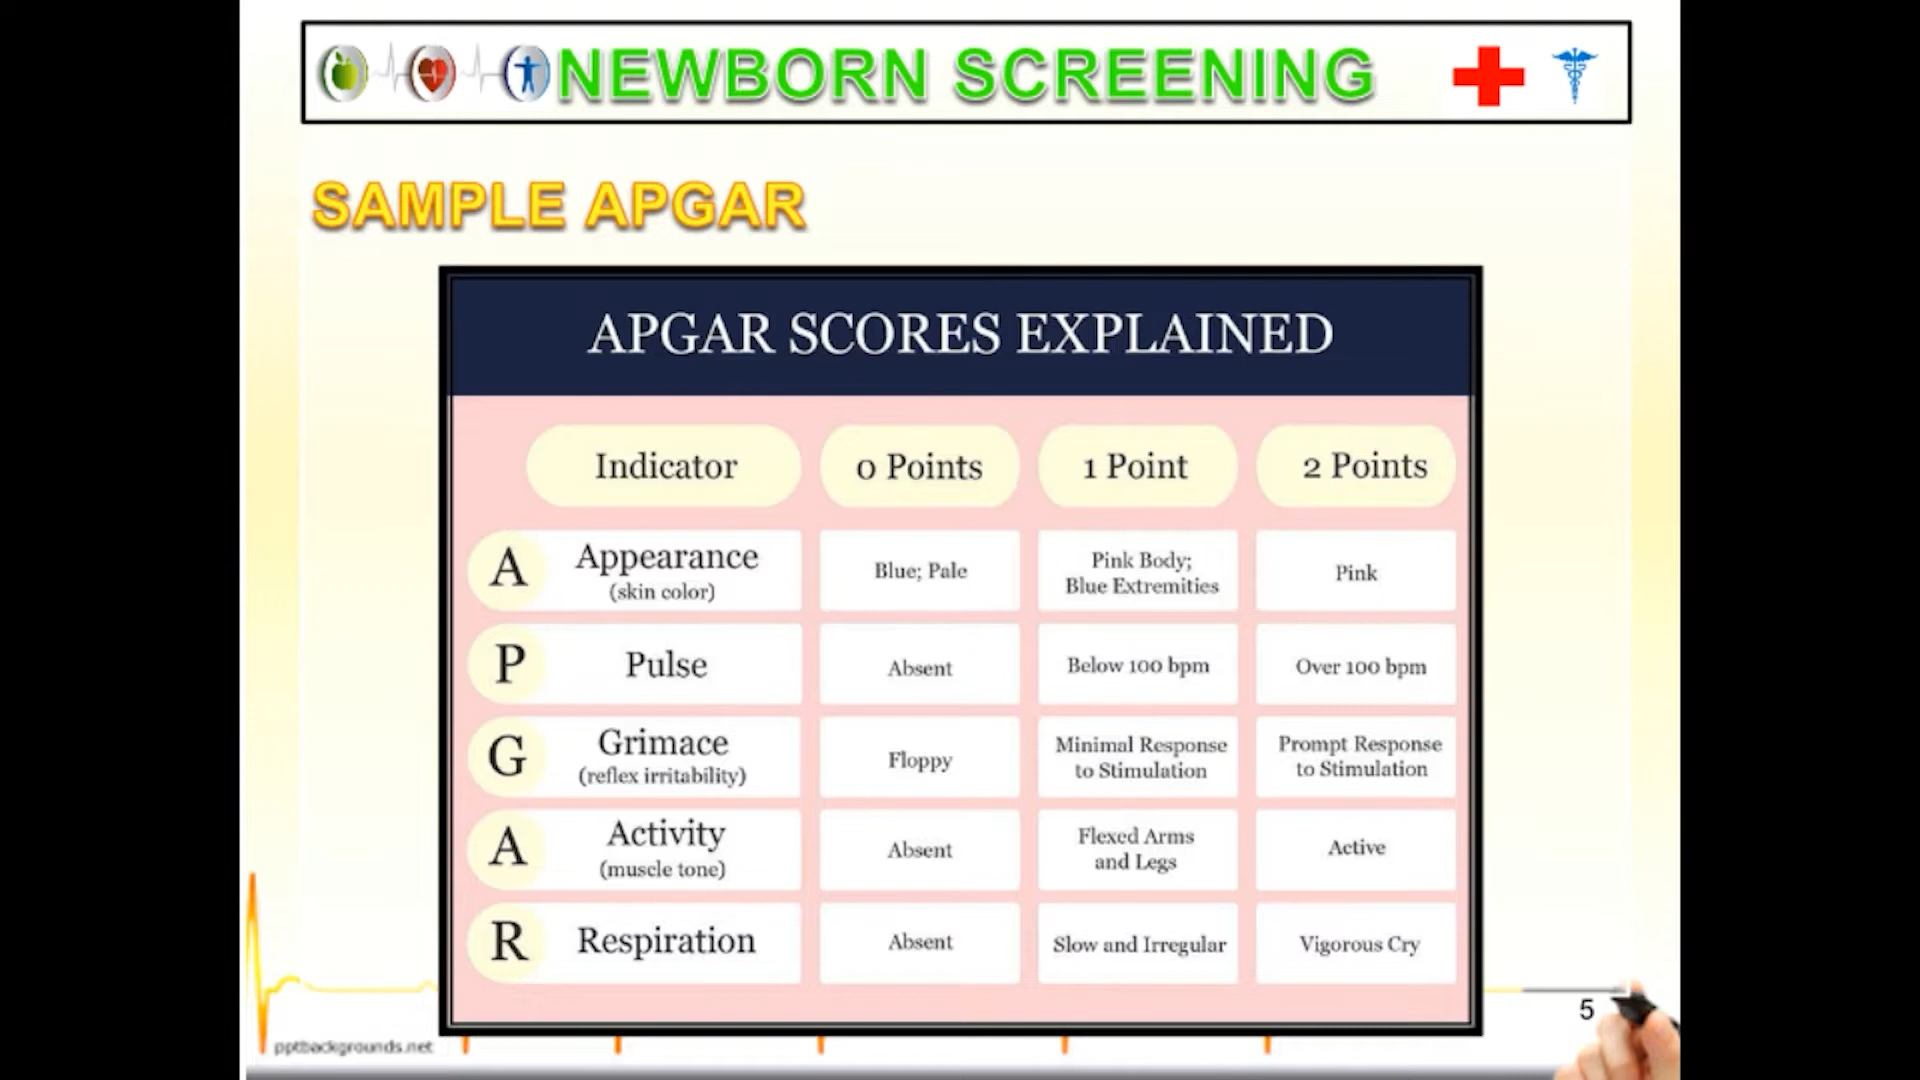 NEWBORN SCREENING
SAMPLE APGAR
APGAR SCORES EXPLAINED
Indicator
0 Points
1 Point
2 Points
A
Appearance
(skin color)
Blue; Pale
Pink Body;
Blue Extremities
Pink
P
Pulse
Absent
Below 100 bpm
Over 100 bpm
G
Grimace
(reflex irritability)
Floppy
Minimal Response
to Stimulation
Prompt Response
to Stimulation
A
Activity
(muscle tone)
Absent
Flexed Arms
and Legs
Active
R
Respiration
Absent
Slow and Irregular
Vigorous Cry
5
pptbackgrounds.net